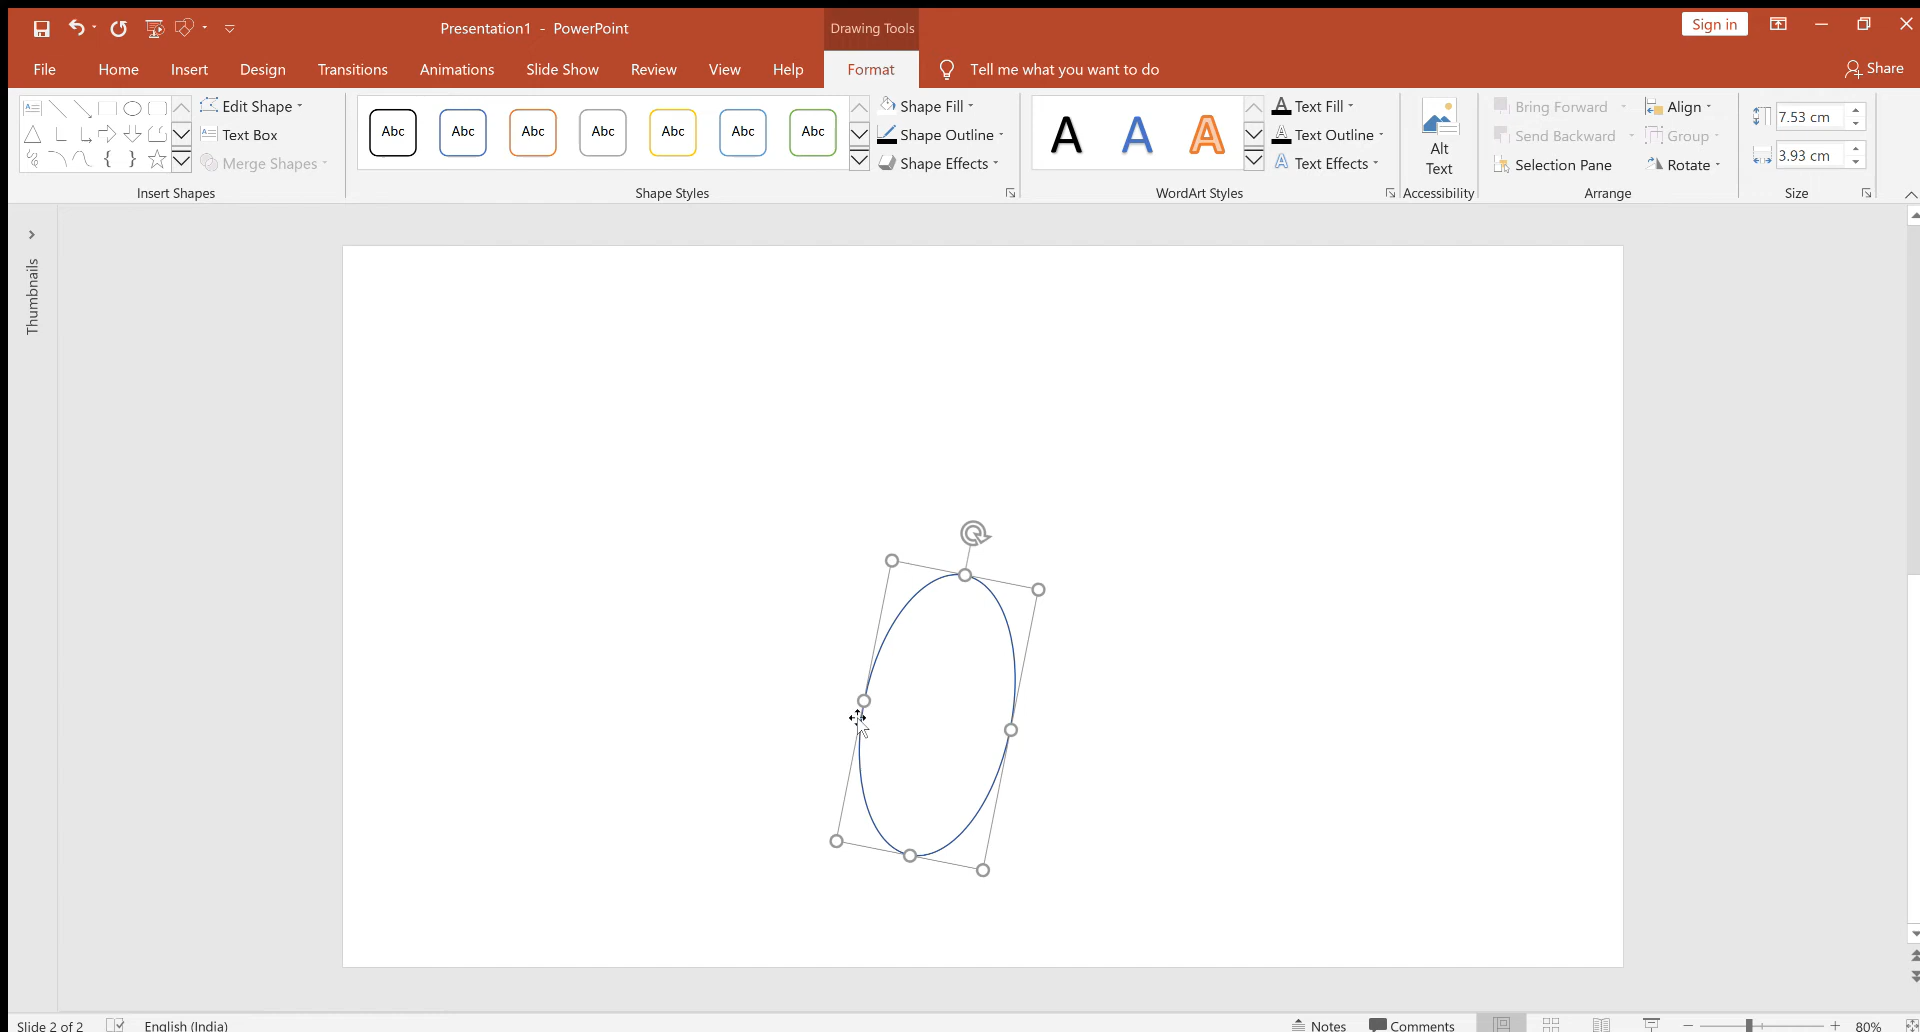 Presentation1 - PowerPoint
Drawing Tools
Sign in
File Home Insert Design Transitions Animations Slide Show Review View Help Format Tell me what you want to do Share
Edit Shape
Text Box
Merge Shapes
Insert Shapes
Abc Abc Abc Abc Abc Abc Abc
Shape Fill
Shape Outline
Shape Effects
Shape Styles
A A A
Text Fill
Text Outline
Text Effects
WordArt Styles
Alt
Text
Accessibility
Bring Forward
Send Backward
Selection Pane
Align
Group
Rotate
Arrange
7.53 cm
3.93 cm
Size
Thumbnails
Slide 2 of 2 English (India) Notes Comments 80%